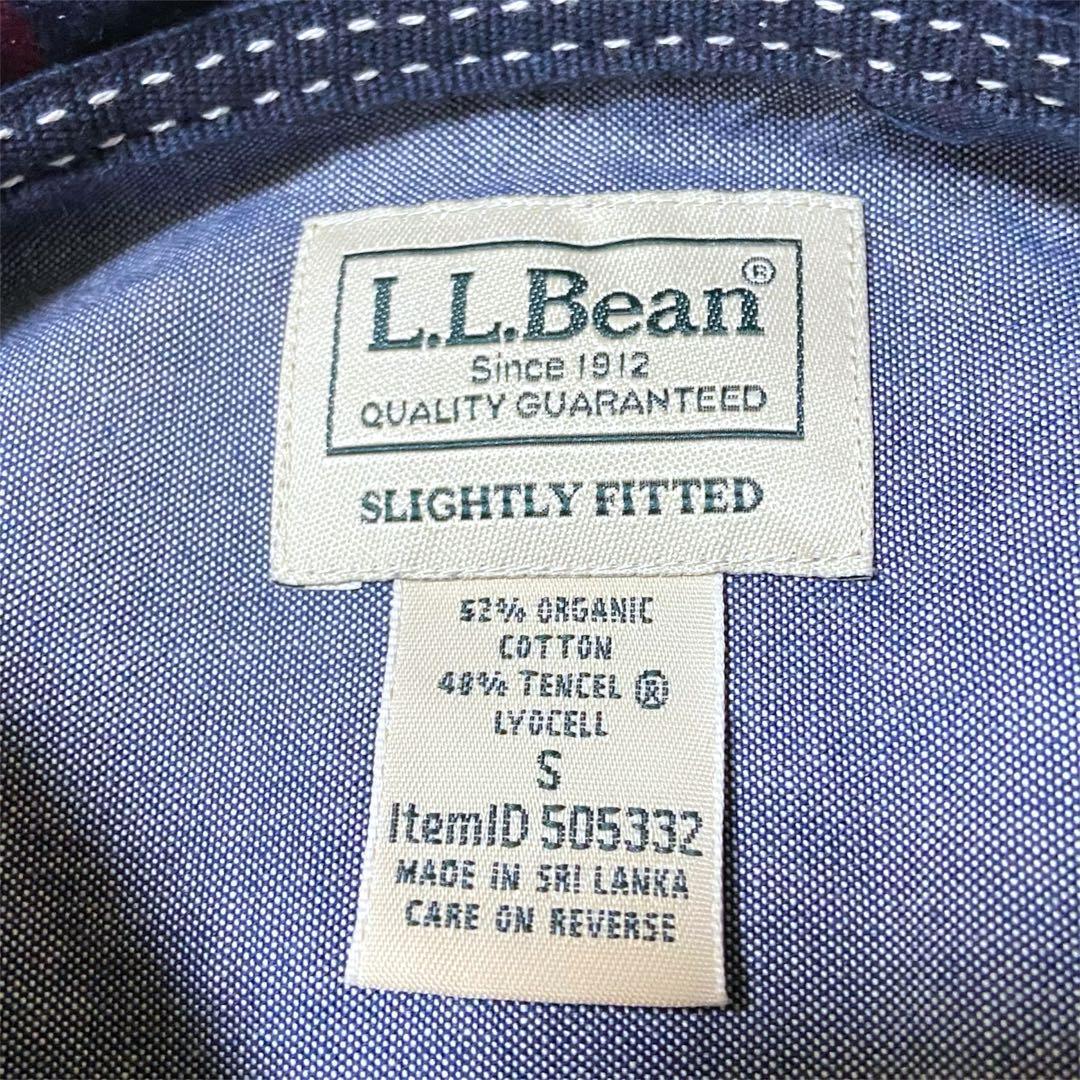 L.L.Bean®
Since 1912
QUALITY GUARANTEED
SLIGHTLY FITTED
52% ORGANIC
COTTON
48% TENCEL ®
LYOCELL
S
ItemID 505332
MADE IN SRI LANKA
CARE ON REVERSE